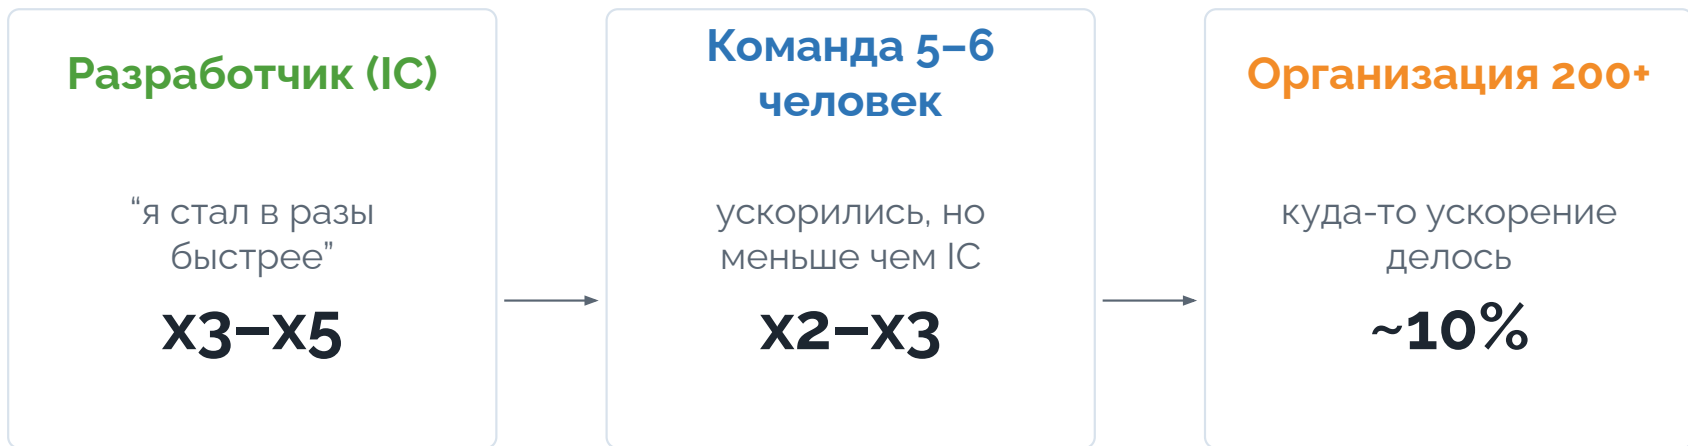 Разработчик (IC)
“я стал в разы
быстрее”
x3–x5
Команда 5–6
человек
ускорились, но
меньше чем IC
x2–x3
Организация 200+
куда-то ускорение
делось
~10%